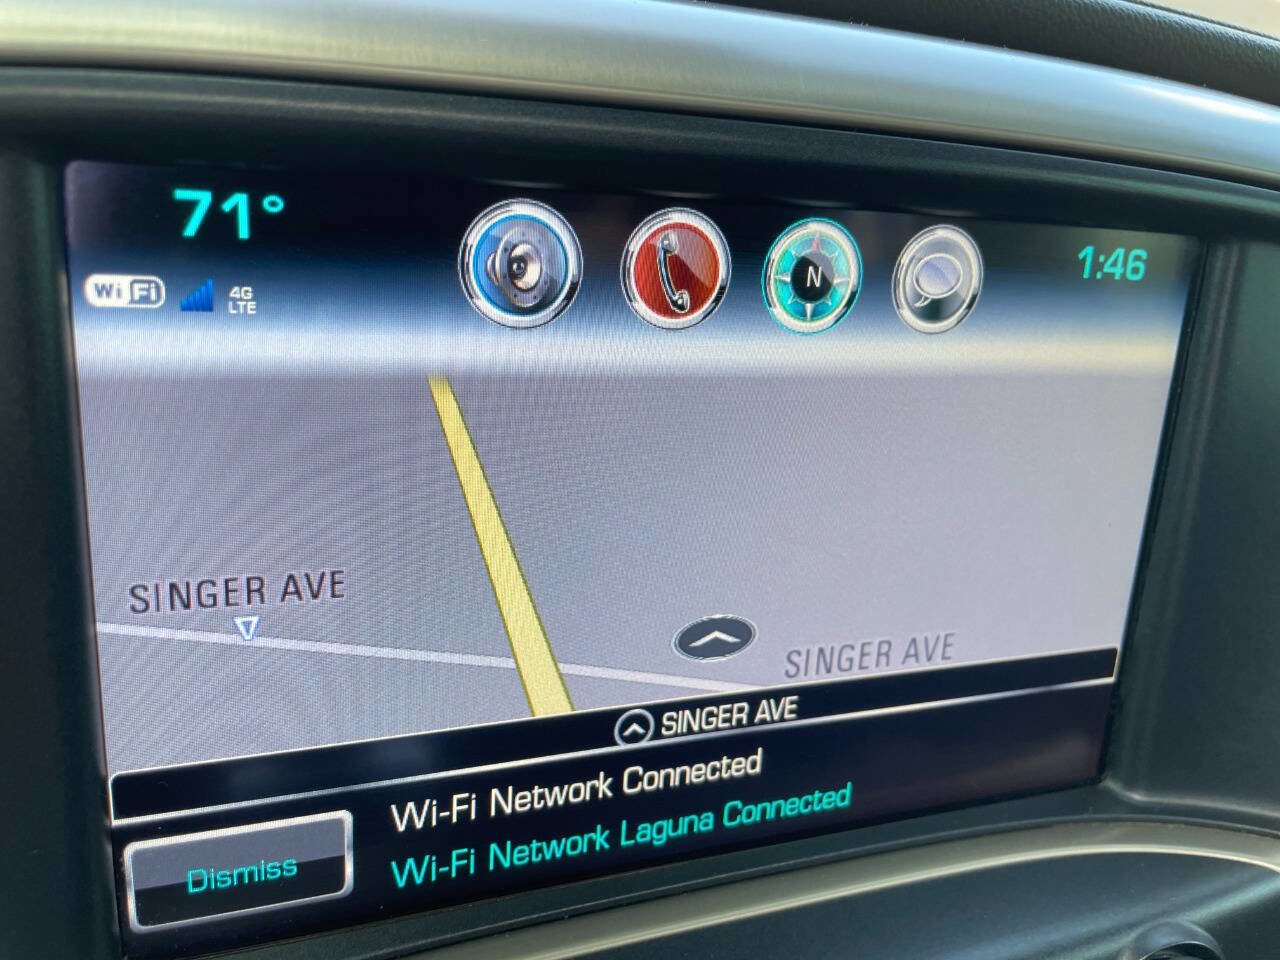 71°
1:46
WiFi
4G
LTE
N
SINGER AVE
SINGER AVE
SINGER AVE
Wi-Fi Network Connected
Wi-Fi Network Laguna Connected
Dismiss